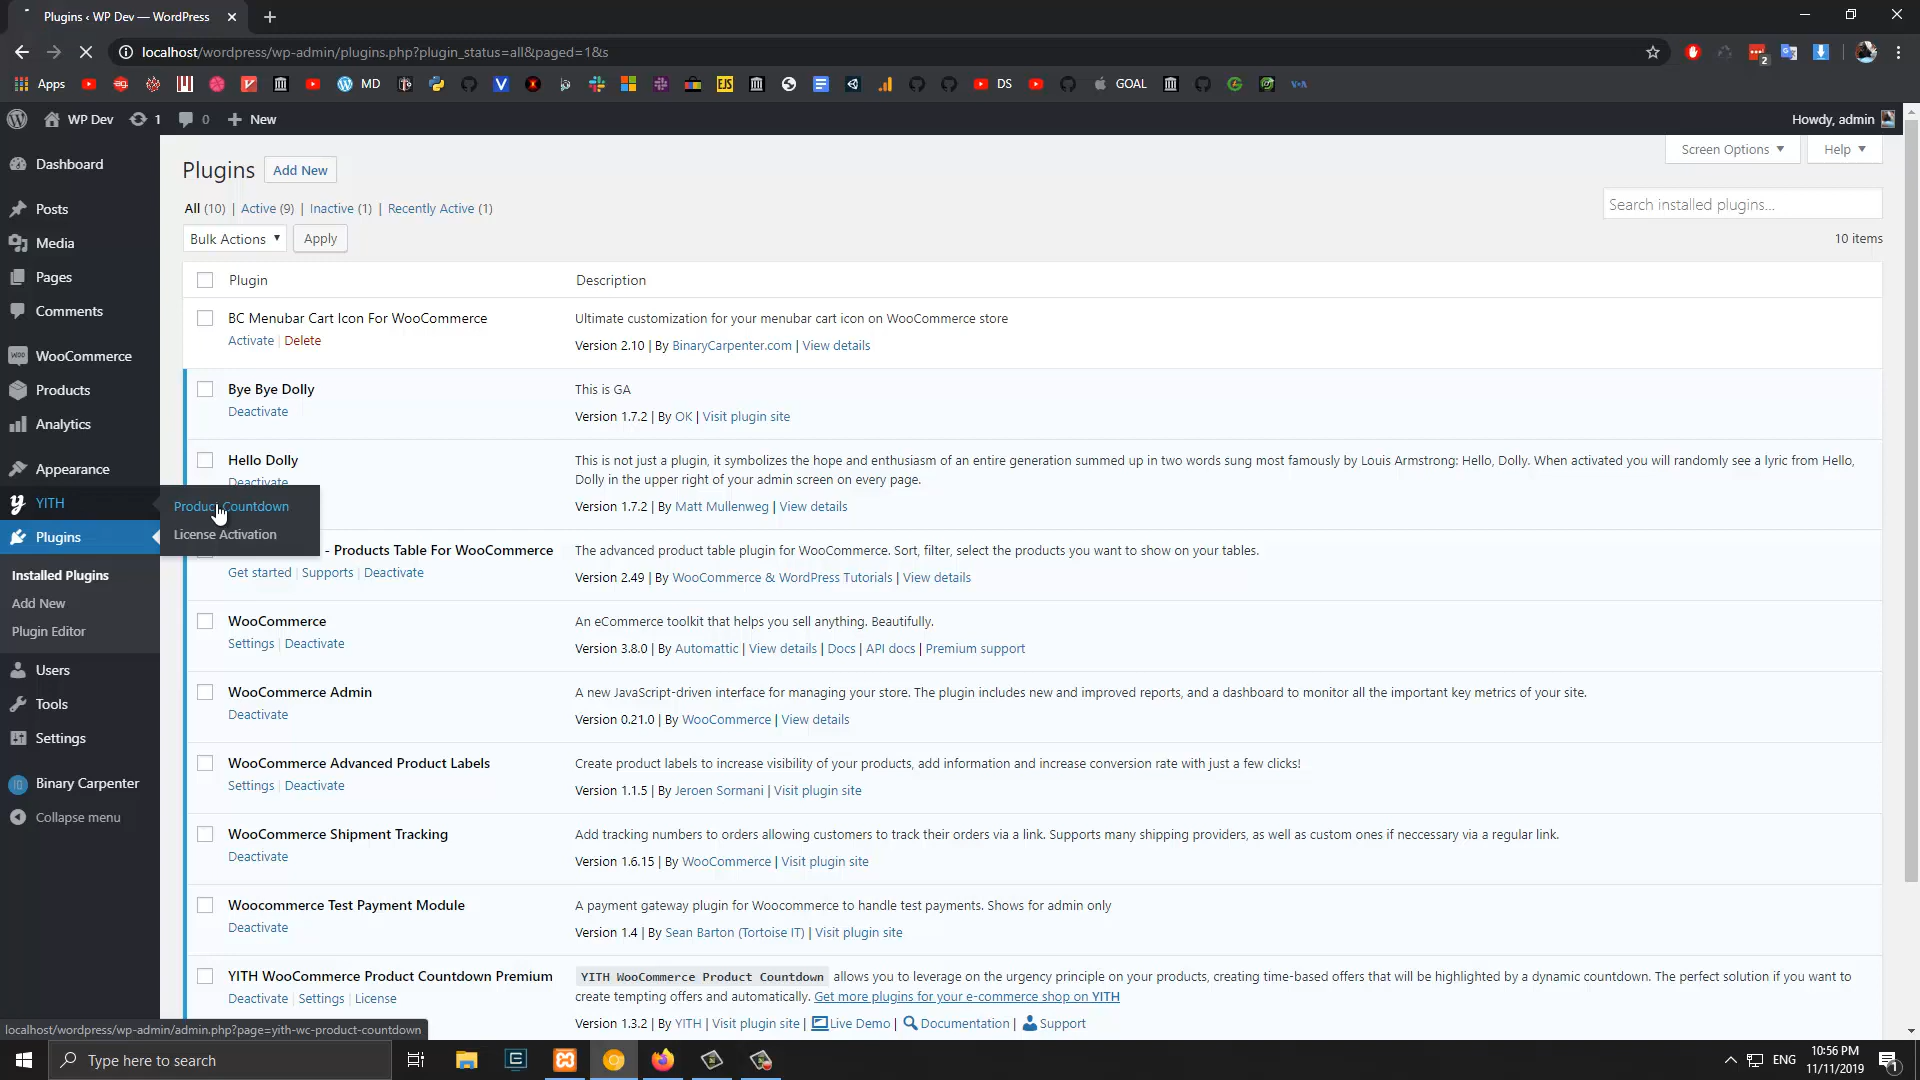 Plugins ‹ WP Dev — WordPress
localhost/wordpress/wp-admin/plugins.php?plugin_status=all&paged=1&s
2
Apps
MD
EJS
DS
GOAL
WP Dev 1 0 New
Howdy, admin
Dashboard
Posts
Media
Pages
Comments
WooCommerce
Products
Analytics
Appearance
YITH
Plugins
Installed Plugins
Add New
Plugin Editor
Users
Tools
Settings
Binary Carpenter
Collapse menu
Product Countdown
License Activation
Screen Options
Help
Plugins Add New
All (10) | Active (9) | Inactive (1) | Recently Active (1)
Search installed plugins...
Bulk Actions Apply
10 items
Plugin Description
BC Menubar Cart Icon For WooCommerce
Activate | Delete
Ultimate customization for your menubar cart icon on WooCommerce store
Version 2.10 | By BinaryCarpenter.com | View details
Bye Bye Dolly
Deactivate
This is GA
Version 1.7.2 | By OK | Visit plugin site
Hello Dolly
Deactivate
This is not just a plugin, it symbolizes the hope and enthusiasm of an entire generation summed up in two words sung most famously by Louis Armstrong: Hello, Dolly. When activated you will randomly see a lyric from Hello,
Dolly in the upper right of your admin screen on every page.
Version 1.7.2 | By Matt Mullenweg | View details
- Products Table For WooCommerce
Get started | Supports | Deactivate
The advanced product table plugin for WooCommerce. Sort, filter, select the products you want to show on your tables.
Version 2.49 | By WooCommerce & WordPress Tutorials | View details
WooCommerce
Settings | Deactivate
An eCommerce toolkit that helps you sell anything. Beautifully.
Version 3.8.0 | By Automattic | View details | Docs | API docs | Premium support
WooCommerce Admin
Deactivate
A new JavaScript-driven interface for managing your store. The plugin includes new and improved reports, and a dashboard to monitor all the important key metrics of your site.
Version 0.21.0 | By WooCommerce | View details
WooCommerce Advanced Product Labels
Settings | Deactivate
Create product labels to increase visibility of your products, add information and increase conversion rate with just a few clicks!
Version 1.1.5 | By Jeroen Sormani | Visit plugin site
WooCommerce Shipment Tracking
Deactivate
Add tracking numbers to orders allowing customers to track their orders via a link. Supports many shipping providers, as well as custom ones if neccessary via a regular link.
Version 1.6.15 | By WooCommerce | Visit plugin site
Woocommerce Test Payment Module
Deactivate
A payment gateway plugin for Woocommerce to handle test payments. Shows for admin only
Version 1.4 | By Sean Barton (Tortoise IT) | Visit plugin site
YITH WooCommerce Product Countdown Premium
Deactivate | Settings | License
YITH WooCommerce Product Countdown allows you to leverage on the urgency principle on your products, creating time-based offers that will be highlighted by a dynamic countdown. The perfect solution if you want to
create tempting offers and automatically. Get more plugins for your e-commerce shop on YITH
Version 1.3.2 | By YITH | Visit plugin site | Live Demo | Documentation | Support
localhost/wordpress/wp-admin/admin.php?page=yith-wc-product-countdown
Type here to search
ENG
10:56 PM
11/11/2019
1